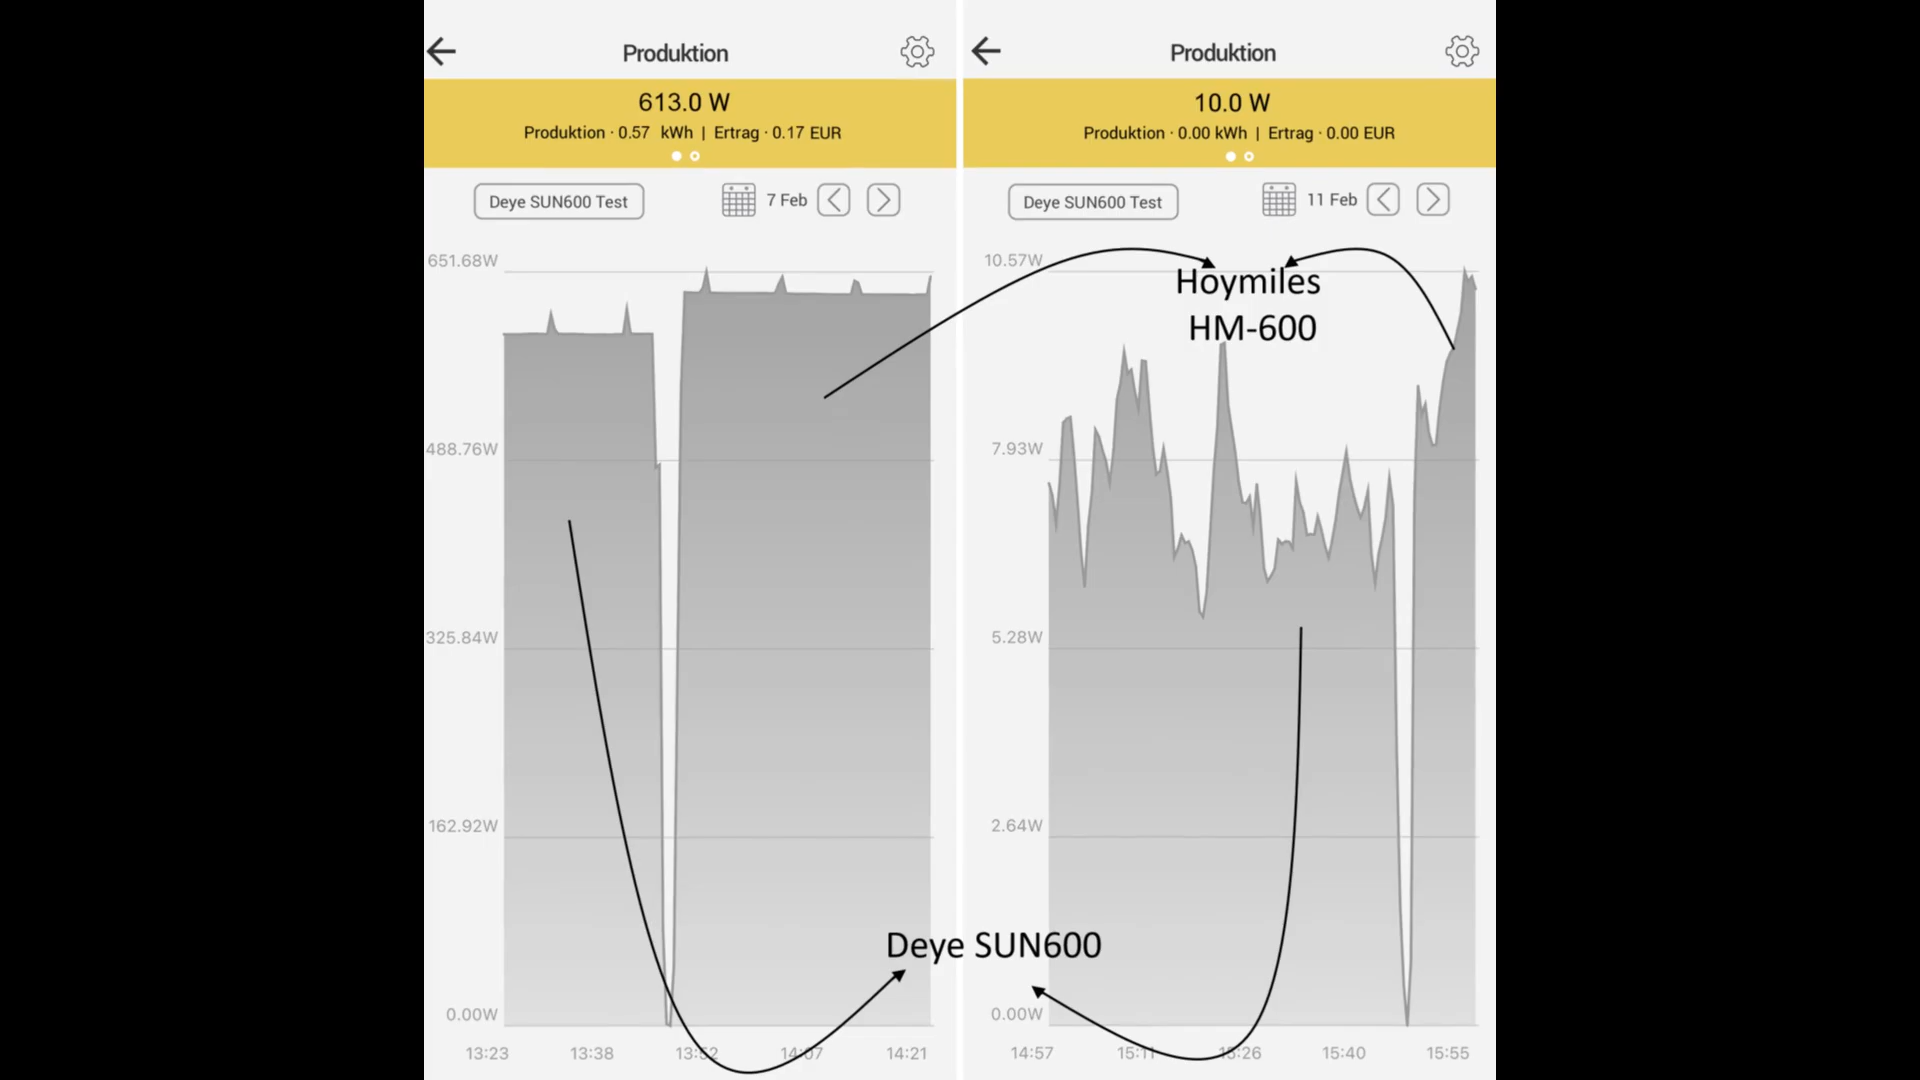 Produktion
613.0 W
Produktion · 0.57 kWh | Ertrag · 0.17 EUR
Deye SUN600 Test
7 Feb
651.68W
488.76W
325.84W
162.92W
0.00W
13:23 13:38 13:52 14:07 14:21
Produktion
10.0 W
Produktion · 0.00 kWh | Ertrag · 0.00 EUR
Deye SUN600 Test
11 Feb
10.57W
7.93W
5.28W
2.64W
0.00W
14:57 15:11 15:26 15:40 15:55
Hoymiles
HM-600
Deye SUN600